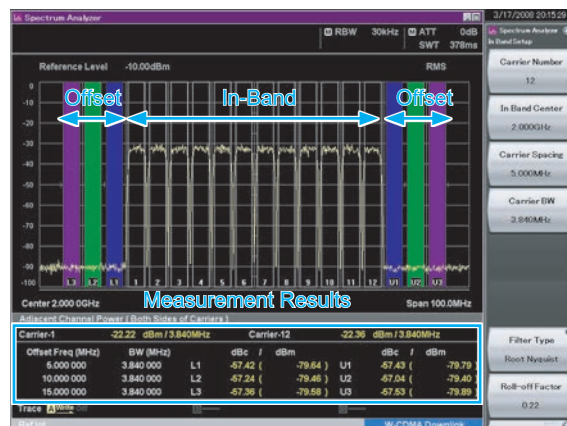 Spectrum Analyzer
3/17/2008 20:15:29
RBW 30kHz ATT 0dB
SWT 378ms
Spectrum Analyzer
In Band Setup
Carrier Number
12
In Band Center
2.000GHz
Carrier Spacing
5.000MHz
Carrier BW
3.840MHz
Filter Type
Root Nyquist
Roll-off Factor
0.22
Reference Level -10.00dBm RMS
0
-10
-20
-30
-40
-50
-60
-70
-80
-90
-100
Offset In-Band Offset
L3 L2 L1 1 2 3 4 5 6 7 8 9 10 11 12 U1 U2 U3
Center 2.000 0GHz Span 100.0MHz
Measurement Results
Adjacent Channel Power ( Both Sides of Carriers )
Carrier-1 -22.22 dBm / 3.840MHz Carrier-12 -22.36 dBm / 3.840MHz
Offset Freq (MHz) BW (MHz) dBc / dBm dBc / dBm
5.000 000 3.840 000 L1 -57.42 ( -79.64 ) U1 -57.43 ( -79.79 )
10.000 000 3.840 000 L2 -57.24 ( -79.46 ) U2 -57.04 ( -79.40 )
15.000 000 3.840 000 L3 -57.36 ( -79.58 ) U3 -57.53 ( -79.89 )
Trace A Write Off
Ref.Int W-CDMA Downlink